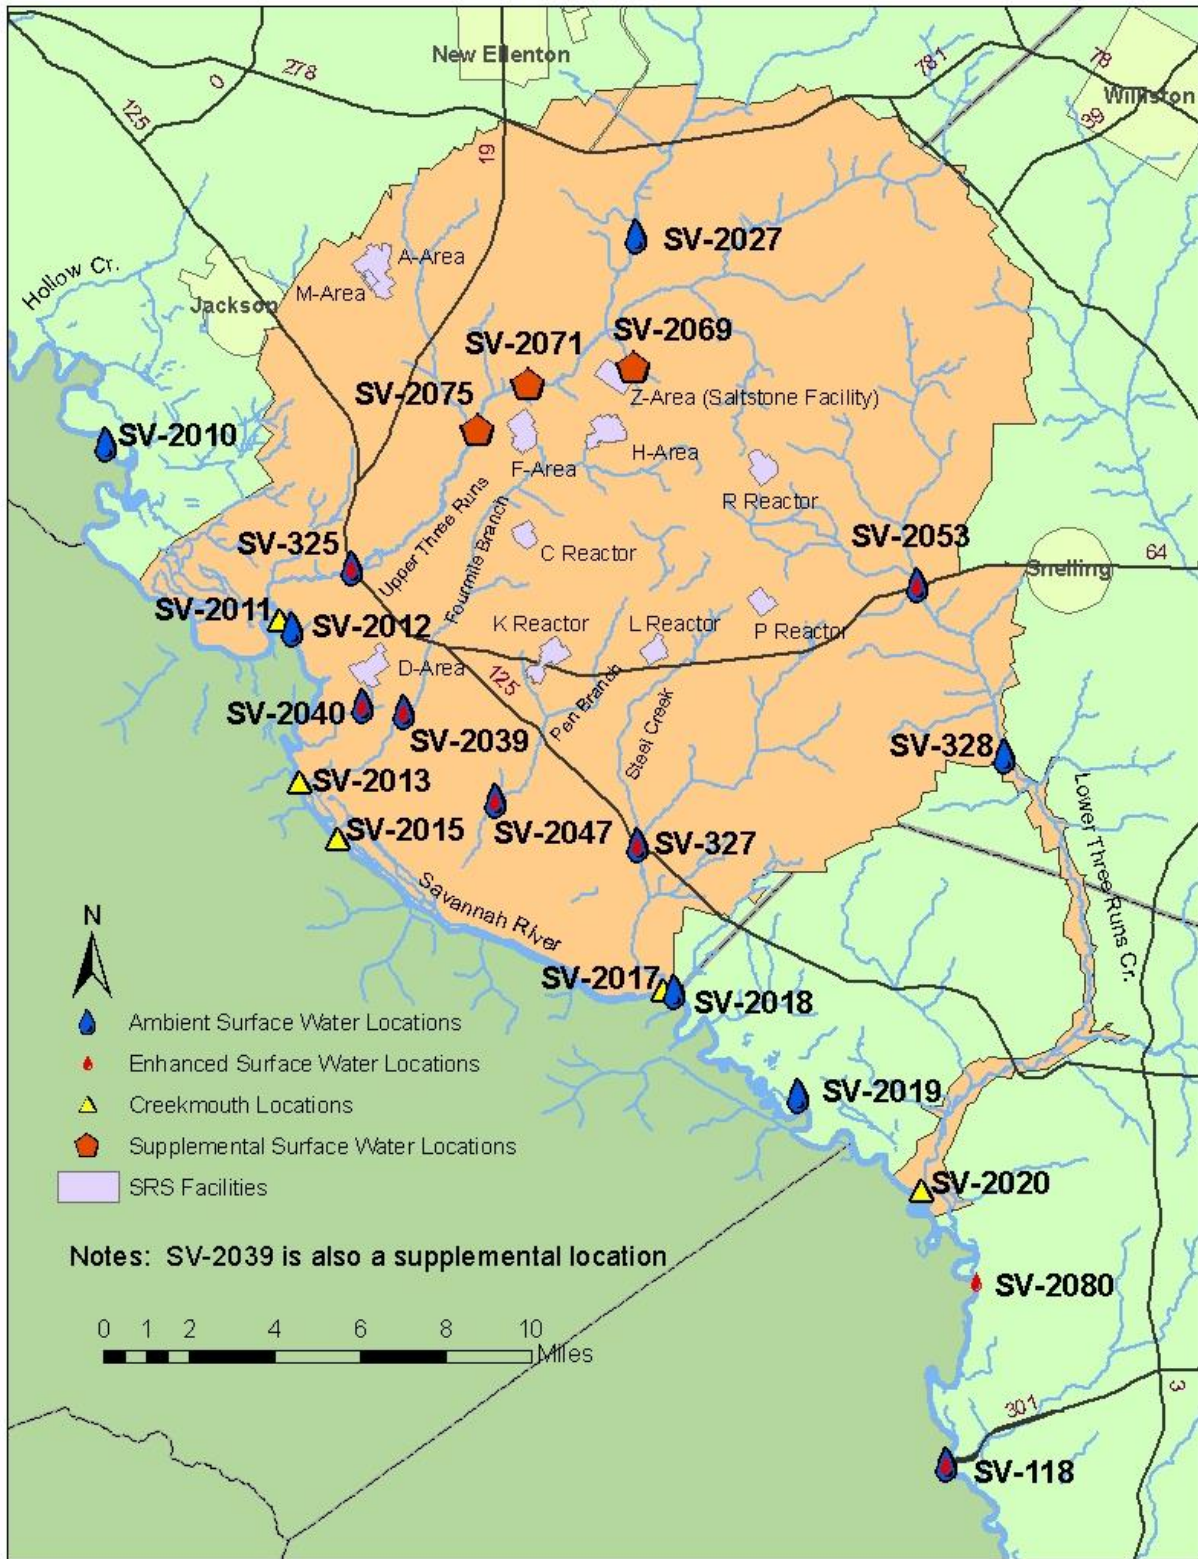 New Ellenton
278
0
125
19
781
78
39
Williston
Hollow Cr.
Jackson
A-Area
M-Area
SV-2027
SV-2069
SV-2071
SV-2075
Z-Area (Saltstone Facility)
SV-2010
H-Area
F-Area
R Reactor
Upper Three Runs
Fourmile Branch
C Reactor
SV-325
SV-2053
64
Snelling
SV-2011
SV-2012
K Reactor
L Reactor
P Reactor
D-Area
125
Pen Branch
Steel Creek
SV-2040
SV-2039
SV-328
SV-2013
SV-2015
SV-2047
SV-327
Lower Three Runs Cr.
Savannah River
SV-2017
SV-2018
SV-2019
SV-2020
SV-2080
301
3
SV-118
N
Ambient Surface Water Locations
Enhanced Surface Water Locations
Creekmouth Locations
Supplemental Surface Water Locations
SRS Facilities
Notes: SV-2039 is also a supplemental location
0 1 2 4 6 8 10
Miles